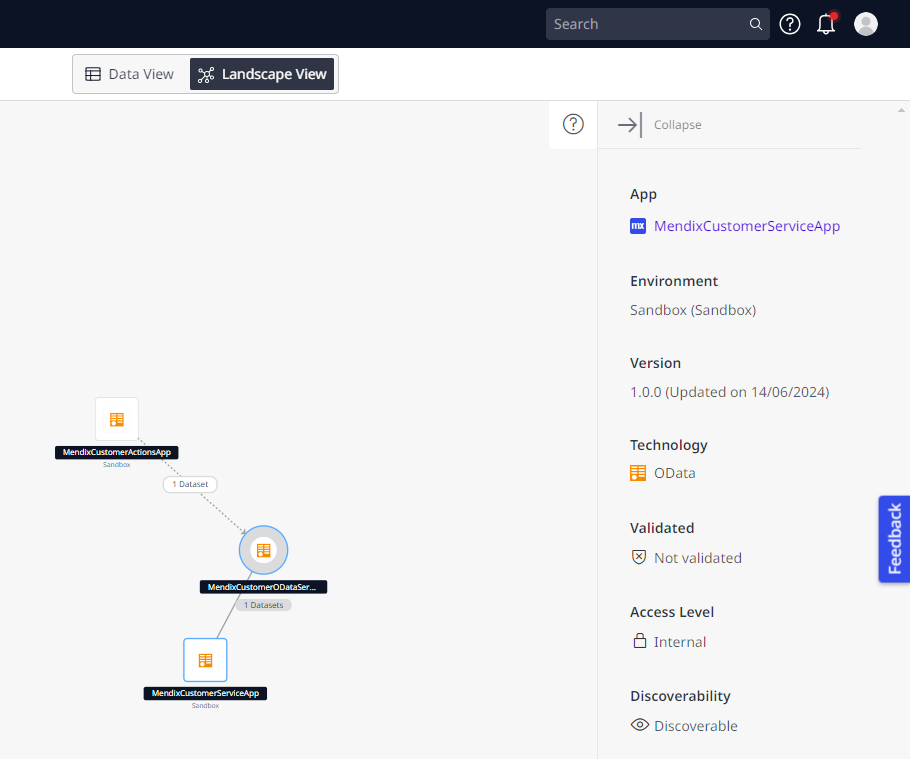 Search
Data View
Landscape View
Collapse
App
mx MendixCustomerServiceApp
Environment
Sandbox (Sandbox)
Version
1.0.0 (Updated on 14/06/2024)
Technology
OData
Validated
Not validated
Access Level
Internal
Discoverability
Discoverable
Feedback
MendixCustomerActionsApp
Sandbox
1 Dataset
MendixCustomerODataSer...
1 Datasets
MendixCustomerServiceApp
Sandbox